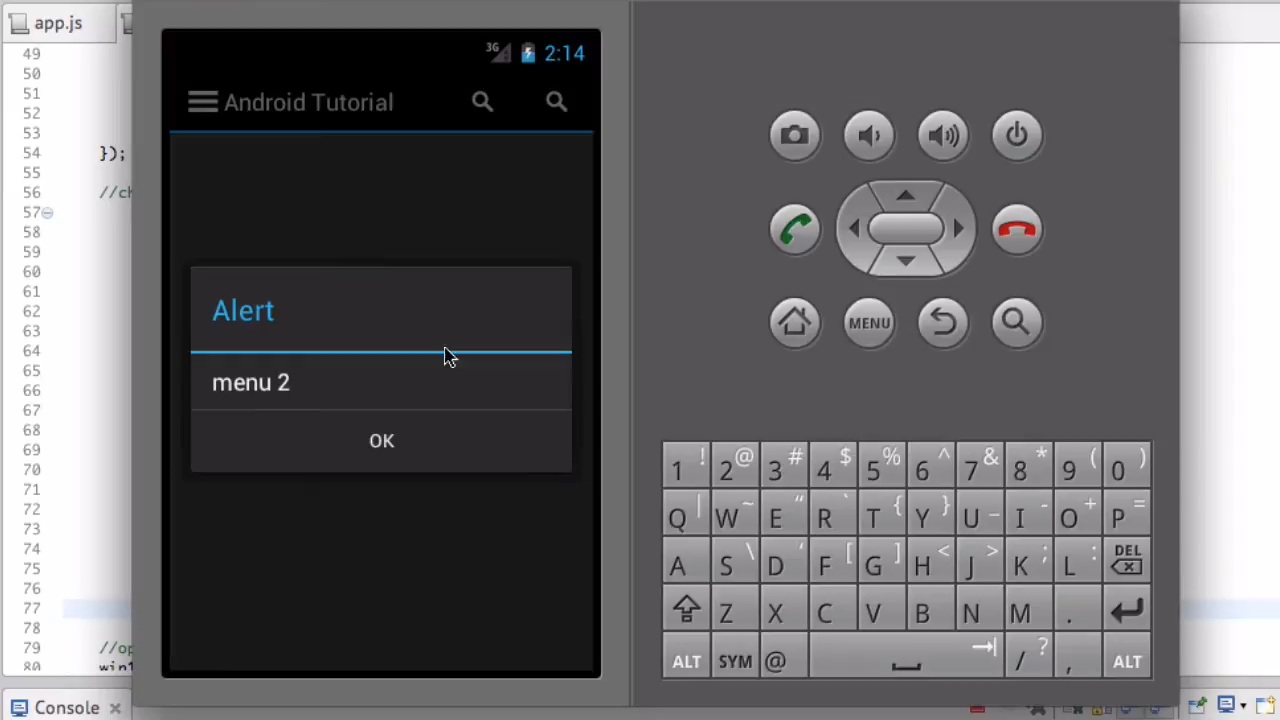 app.js
49
50
51
52
53
54 });
55
56 //ch
57
58
59
60
61
62
63
64
65
66
67
68
69
70
71
72
73
74
75
76
77
78
79 //op
80 win1
Console
3G 2:14
Android Tutorial
Alert
menu 2
OK
MENU
1 ! 2 @ 3 # 4 $ 5 % 6 ^ 7 & 8 * 9 ( 0 )
Q | W ~ E “ R ` T { Y } U _ I - O + P =
A S \ D ‘ F [ G ] H < J > K ; L : DEL
Z X C V B N M .
ALT SYM @ / ? , ALT